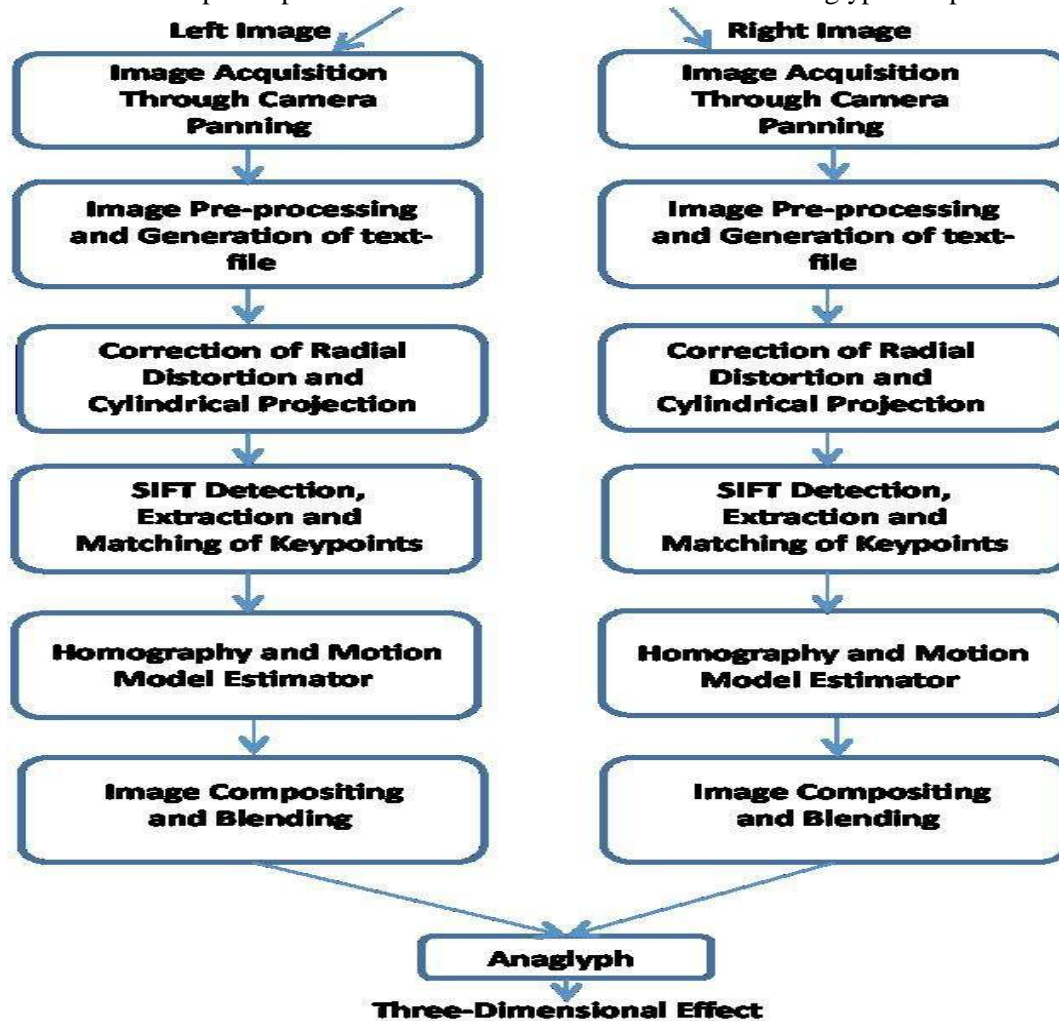 Left Image
Image Acquisition
Through Camera
Panning
Image Pre-processing
and Generation of text-
file
Correction of Radial
Distortion and
Cylindrical Projection
SIFT Detection,
Extraction and
Matching of Keypoints
Homography and Motion
Model Estimator
Image Compositing
and Blending
Right Image
Image Acquisition
Through Camera
Panning
Image Pre-processing
and Generation of text-
file
Correction of Radial
Distortion and
Cylindrical Projection
SIFT Detection,
Extraction and
Matching of Keypoints
Homography and Motion
Model Estimator
Image Compositing
and Blending
Anaglyph
Three-Dimensional Effect